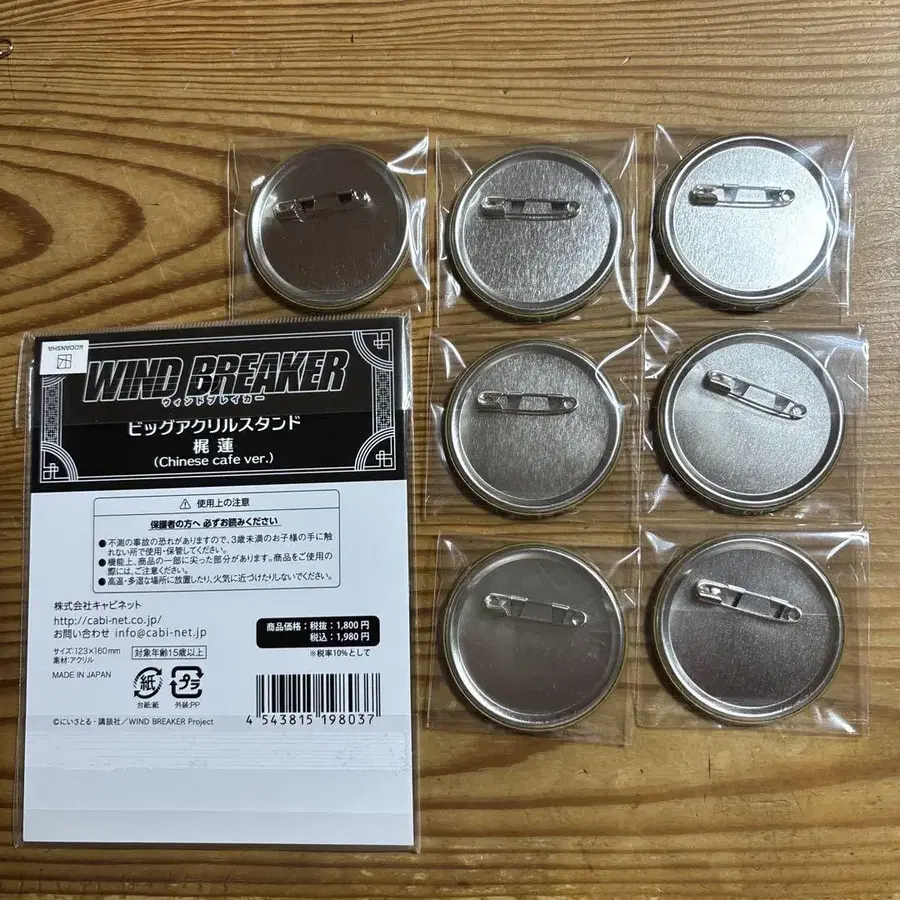 KODANSHA
WIND BREAKER
ウィンドブレイカー
ビッグアクリルスタンド
梶 蓮
(Chinese cafe ver.)
⚠ 使用上の注意
保護者の方へ 必ずお読みください
●不測の事故の恐れがありますので、3歳未満のお子様の手に触
れない所で使用・保管してください。
●機能上、商品の一部に尖った部分があります。商品をご使用の
際には、ご注意ください。
●高温・多湿な場所に放置したり、火気に近づけたりしないでください。
株式会社キャビネット
http://cabi-net.co.jp/
お問い合わせ info@cabi-net.jp
サイズ:123×160mm 対象年齢15歳以上
素材:アクリル
MADE IN JAPAN
紙
台紙:紙
プラ
外装:PP
商品価格:税抜:1,800円
税込:1,980円
※税率10%として
4 543815 198037
©にいさとる・講談社/WIND BREAKER Project